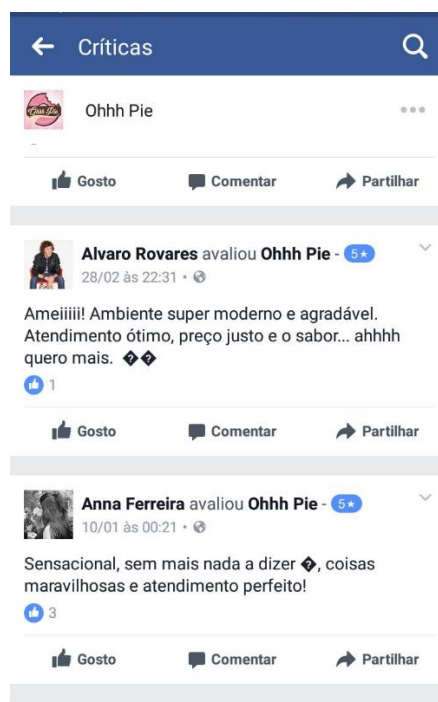 Críticas
Ohhh Pie
Gosto Comentar Partilhar
Alvaro Rovares avaliou Ohhh Pie - 5★
28/02 às 22:31 •
Ameiiiii! Ambiente super moderno e agradável.
Atendimento ótimo, preço justo e o sabor... ahhhh
quero mais. ��
1
Gosto Comentar Partilhar
Anna Ferreira avaliou Ohhh Pie - 5★
10/01 às 00:21 •
Sensacional, sem mais nada a dizer �, coisas
maravilhosas e atendimento perfeito!
3
Gosto Comentar Partilhar